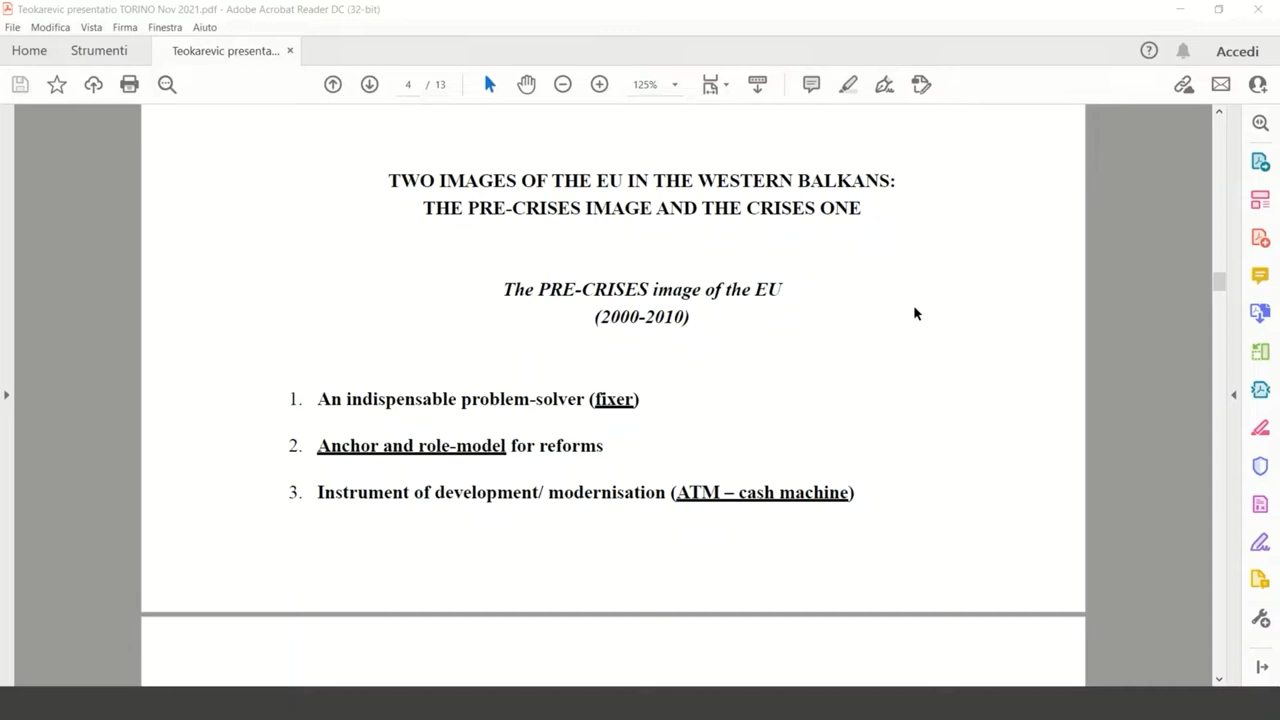 Teokarevic presentatio TORINO Nov 2021.pdf - Adobe Acrobat Reader DC (32-bit)
File Modifica Vista Firma Finestra Aiuto
Home Strumenti Teokarevic presenta... × Accedi
4 / 13 125%
TWO IMAGES OF THE EU IN THE WESTERN BALKANS:
THE PRE-CRISES IMAGE AND THE CRISES ONE
The PRE-CRISES image of the EU
(2000-2010)
1. An indispensable problem-solver (fixer)
2. Anchor and role-model for reforms
3. Instrument of development/ modernisation (ATM – cash machine)